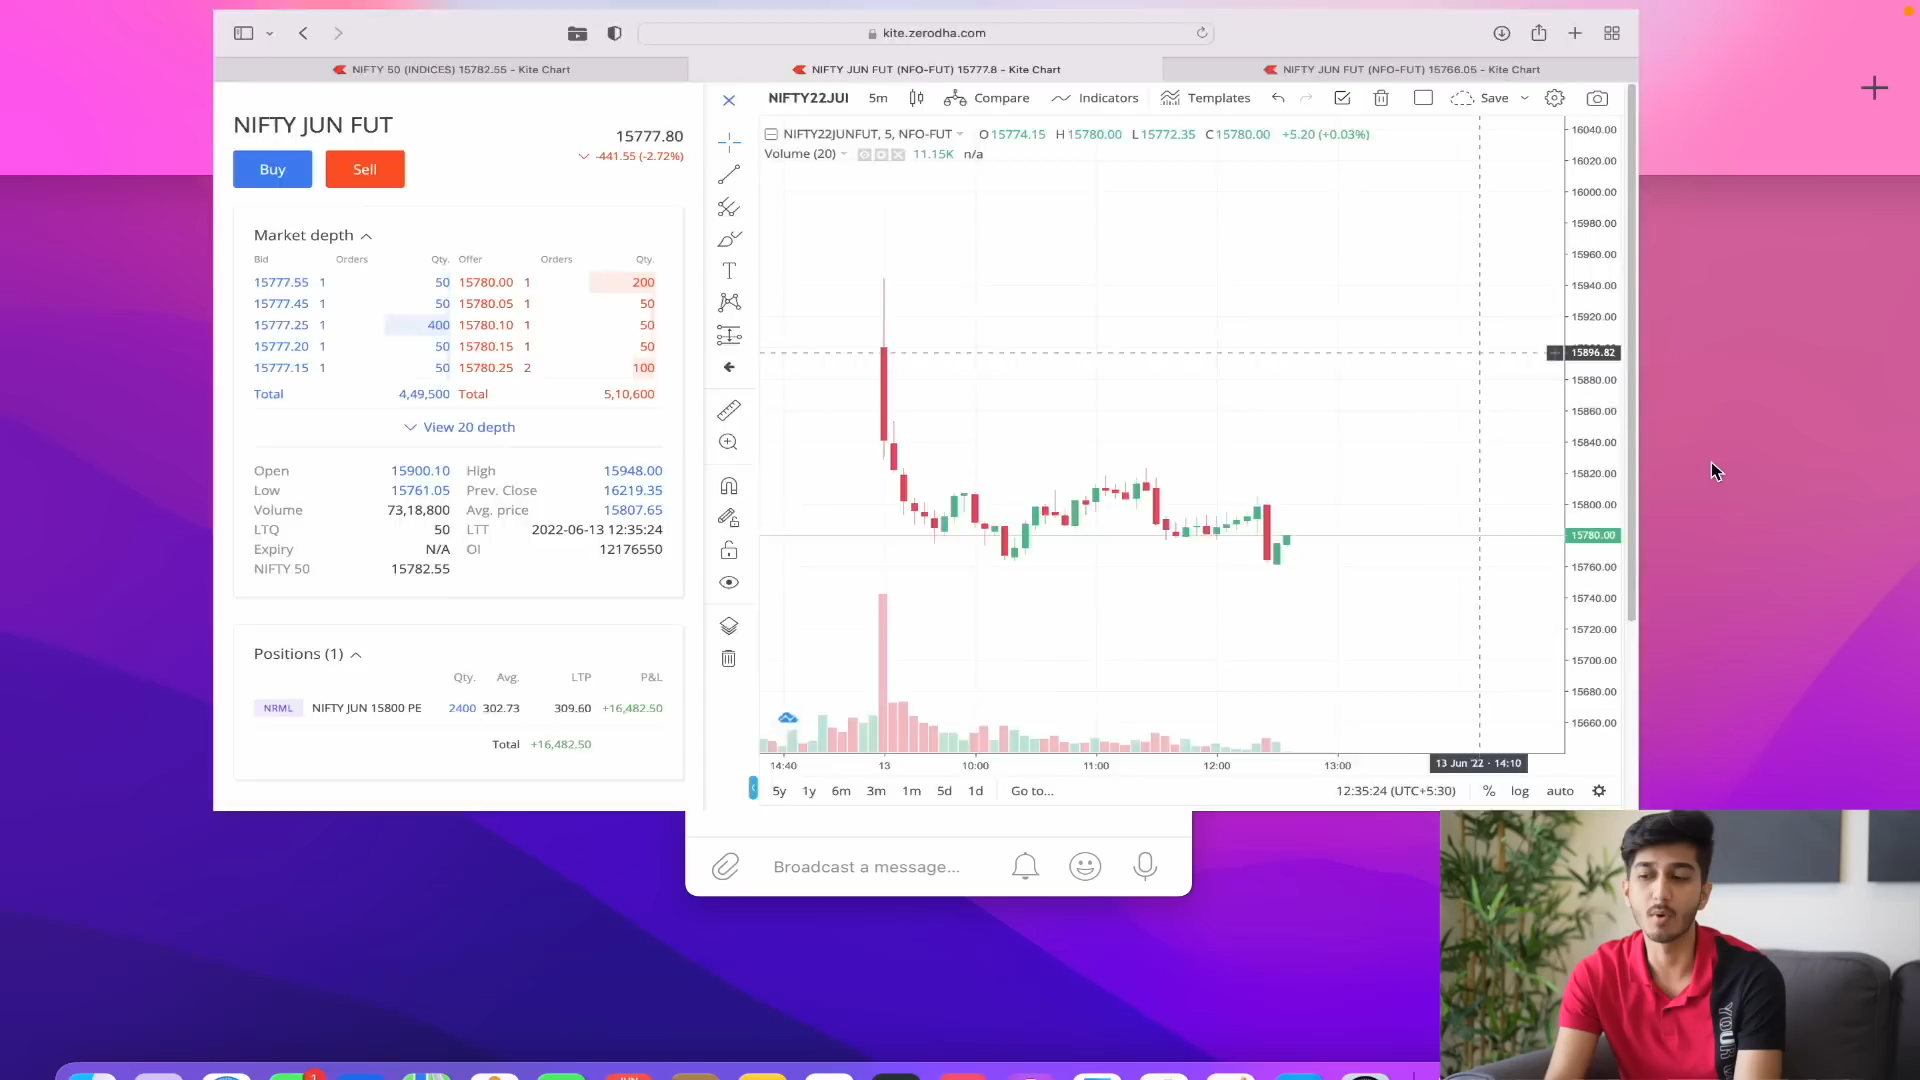 kite.zerodha.com
NIFTY 50 (INDICES) 15782.55 – Kite Chart
NIFTY JUN FUT (NFO-FUT) 15777.8 – Kite Chart
NIFTY JUN FUT (NFO-FUT) 15766.05 – Kite Chart
NIFTY JUN FUT
15777.80
-441.55 (-2.72%)
Buy
Sell
Market depth
Bid Orders Qty. Offer Orders Qty.
15777.55 1 50 15780.00 1 200
15777.45 1 50 15780.05 1 50
15777.25 1 400 15780.10 1 50
15777.20 1 50 15780.15 1 50
15777.15 1 50 15780.25 2 100
Total 4,49,500 Total 5,10,600
View 20 depth
Open 15900.10 High 15948.00
Low 15761.05 Prev. Close 16219.35
Volume 73,18,800 Avg. price 15807.65
LTQ 50 LTT 2022-06-13 12:35:24
Expiry N/A OI 12176550
NIFTY 50 15782.55
Positions (1)
Qty. Avg. LTP P&L
NRML NIFTY JUN 15800 PE 2400 302.73 309.60 +16,482.50
Total +16,482.50
NIFTY22JUI 5m Compare Indicators Templates Save
NIFTY22JUNFUT, 5, NFO-FUT O15774.15 H15780.00 L15772.35 C15780.00 +5.20 (+0.03%)
Volume (20) 11.15K n/a
16040.00
16020.00
16000.00
15980.00
15960.00
15940.00
15920.00
15896.82
15880.00
15860.00
15840.00
15820.00
15800.00
15780.00
15760.00
15740.00
15720.00
15700.00
15680.00
15660.00
14:40 13 10:00 11:00 12:00 13:00 13 Jun '22 - 14:10
5y 1y 6m 3m 1m 5d 1d Go to... 12:35:24 (UTC+5:30) % log auto
Broadcast a message...
YOUR
1
JUN